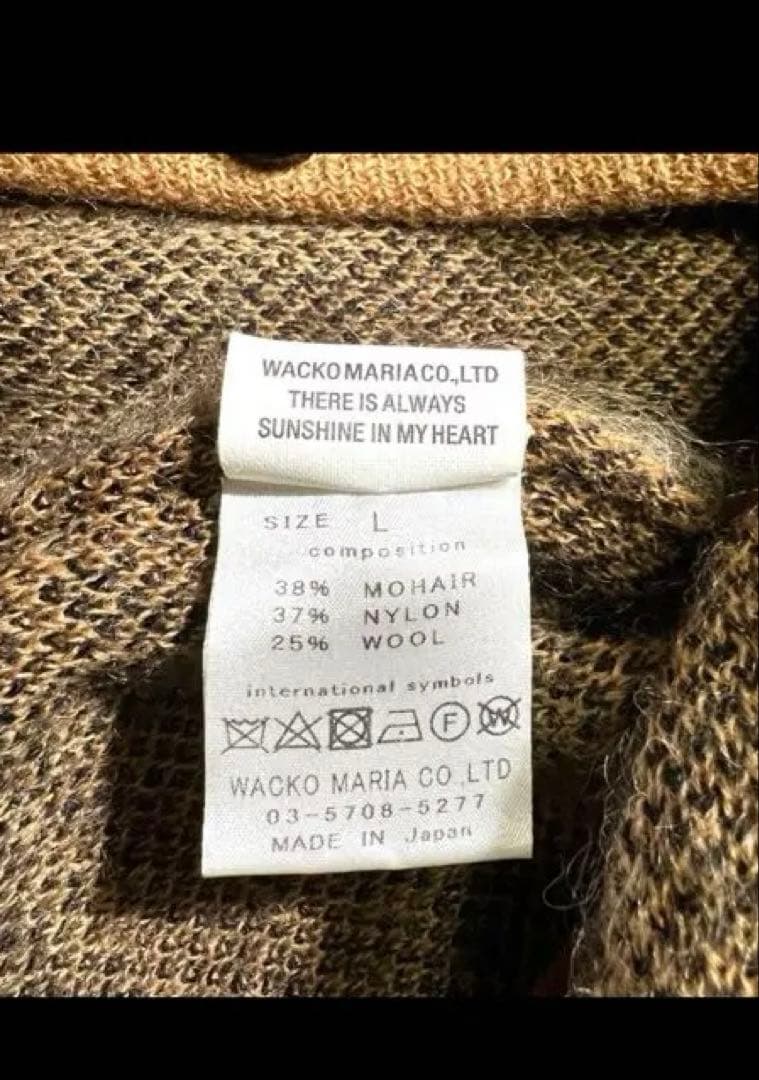 WACKO MARIA CO.,LTD
THERE IS ALWAYS
SUNSHINE IN MY HEART
SIZE L
composition
38% MOHAIR
37% NYLON
25% WOOL
international symbols
F W
WACKO MARIA CO.,LTD
03-5708-5277
MADE IN Japan